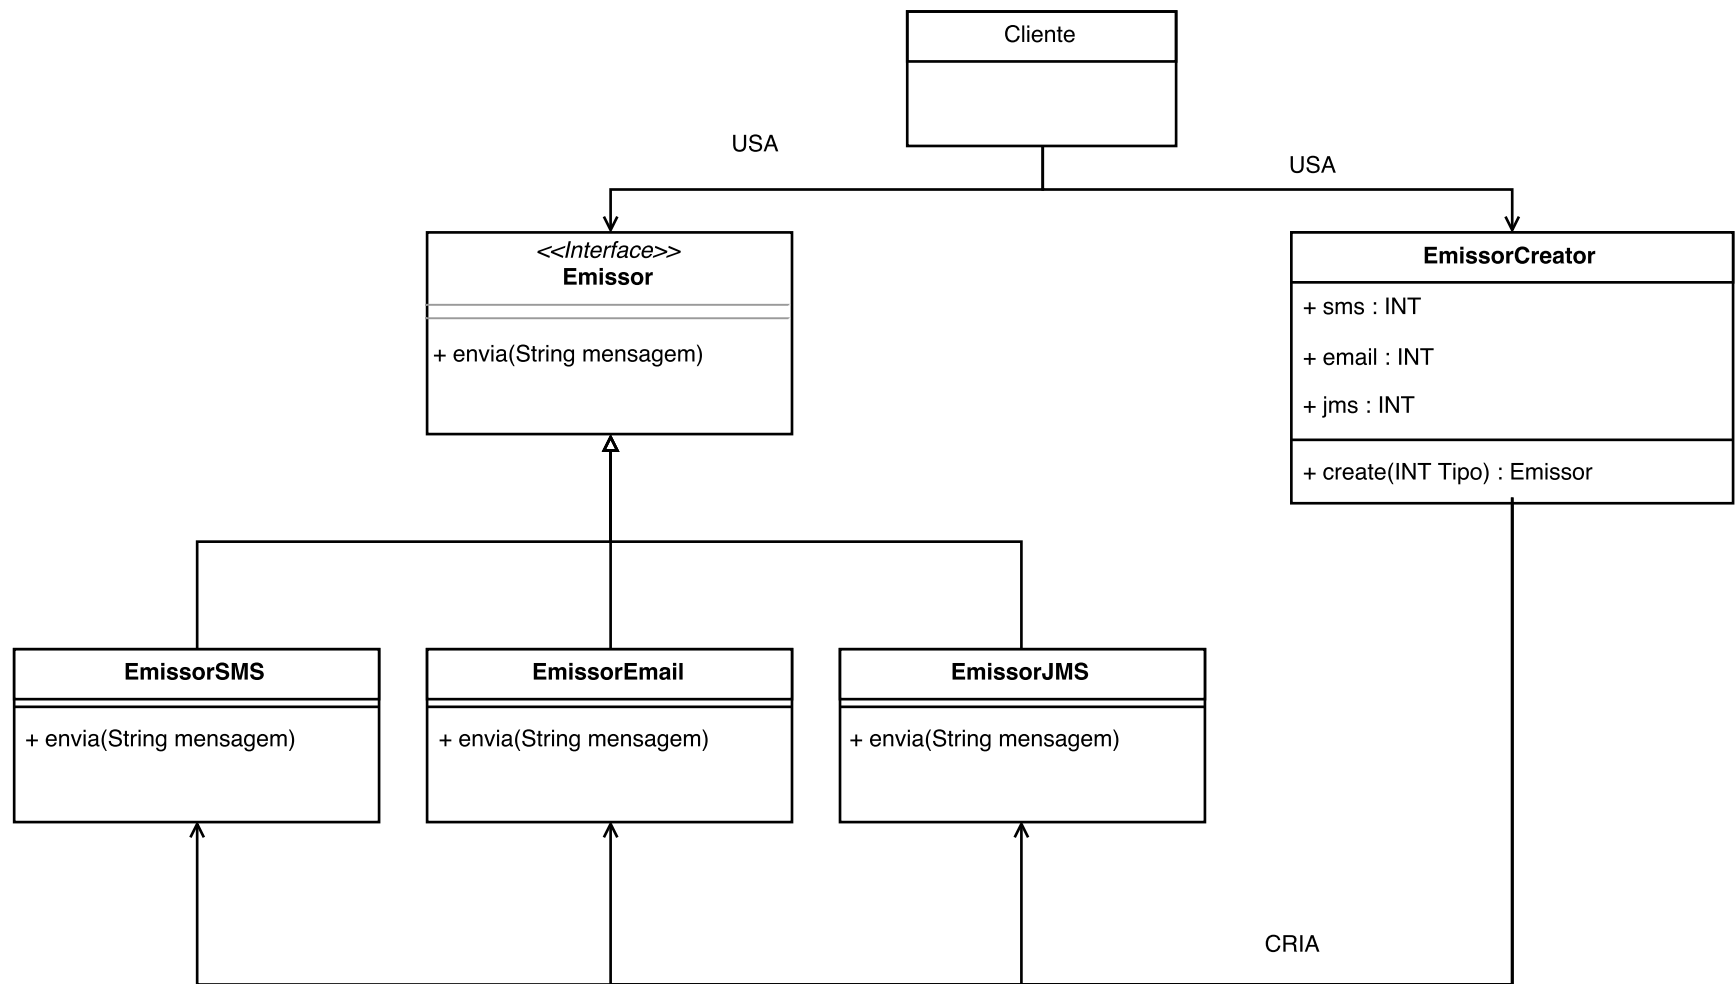 Cliente
USA
USA
<<Interface>>
Emissor
+ envia(String mensagem)
EmissorCreator
+ sms : INT
+ email : INT
+ jms : INT
+ create(INT Tipo) : Emissor
EmissorSMS
+ envia(String mensagem)
EmissorEmail
+ envia(String mensagem)
EmissorJMS
+ envia(String mensagem)
CRIA